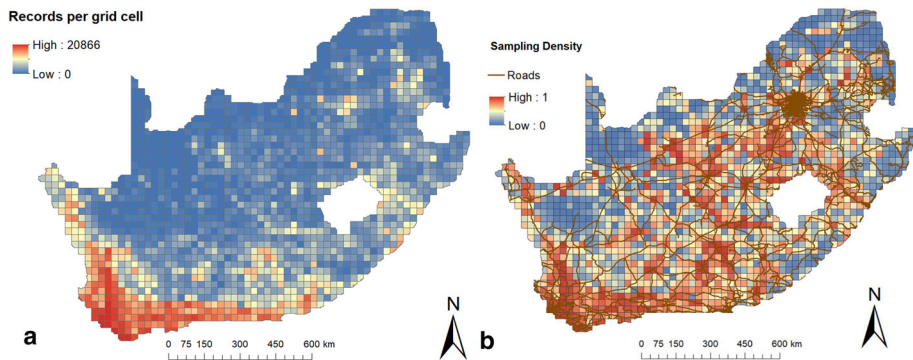 Records per grid cell
High : 20866
Low : 0
N
a
0 75 150 300 450 600 km
Sampling Density
Roads
High : 1
Low : 0
N
b
0 75 150 300 450 600 km